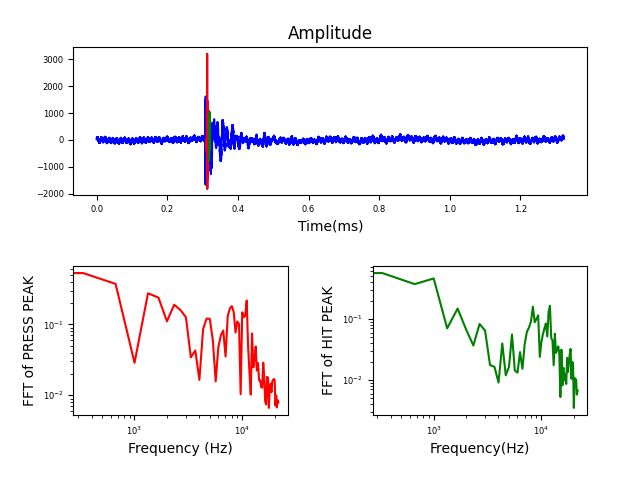 Amplitude
3000
2000
1000
0
−1000
−2000
0.0 0.2 0.4 0.6 0.8 1.0 1.2
Time(ms)
FFT of PRESS PEAK
10⁻¹
10⁻²
10³ 10⁴
Frequency (Hz)
FFT of HIT PEAK
10⁻¹
10⁻²
10³ 10⁴
Frequency(Hz)